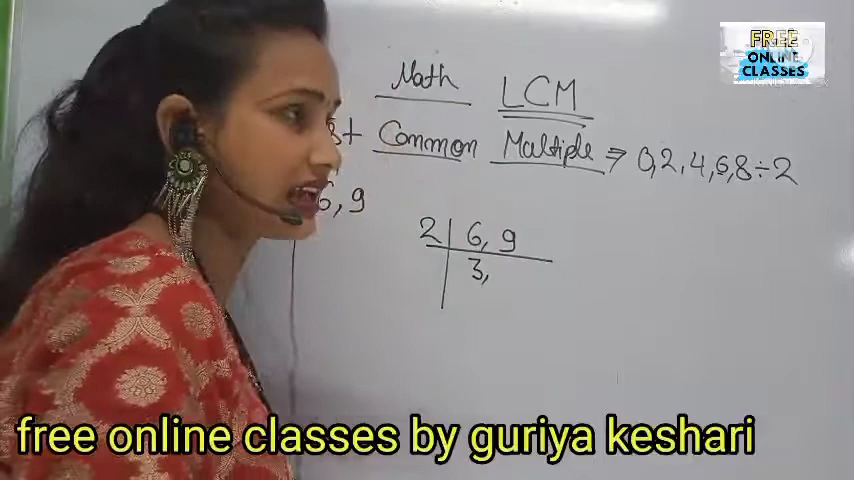 FREE
ONLINE
CLASSES
Math LCM
Common Multiple ⇒ 0,2,4,6,8÷2
6, 9
2 | 6, 9
3,
free online classes by guriya keshari